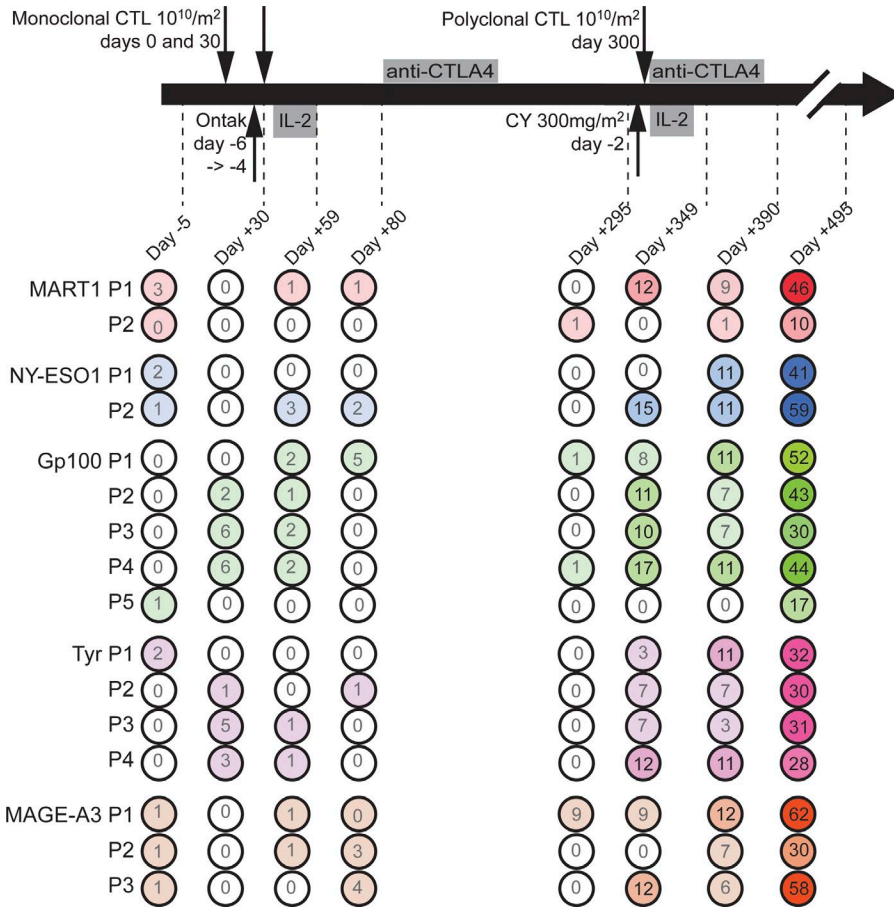 Monoclonal CTL 10¹⁰/m²
days 0 and 30
Polyclonal CTL 10¹⁰/m²
day 300
anti-CTLA4
anti-CTLA4
Ontak
day -6
-> -4
IL-2
CY 300mg/m²
day -2
IL-2
Day -5
Day +30
Day +59
Day +80
Day +295
Day +349
Day +390
Day +495
MART1 P1 3 0 1 1 0 12 9 46
P2 0 0 0 0 1 0 1 10
NY-ESO1 P1 2 0 0 0 0 0 11 41
P2 1 0 3 2 0 15 11 59
Gp100 P1 0 0 2 5 1 8 11 52
P2 0 2 1 0 0 11 7 43
P3 0 6 2 0 0 10 7 30
P4 0 6 2 0 1 17 11 44
P5 1 0 0 0 0 0 0 17
Tyr P1 2 0 0 0 0 3 11 32
P2 0 1 0 1 0 7 7 30
P3 0 5 1 0 0 7 3 31
P4 0 3 1 0 0 12 11 28
MAGE-A3 P1 1 0 1 0 9 9 12 62
P2 1 0 1 3 0 0 7 30
P3 1 0 0 4 0 12 6 58